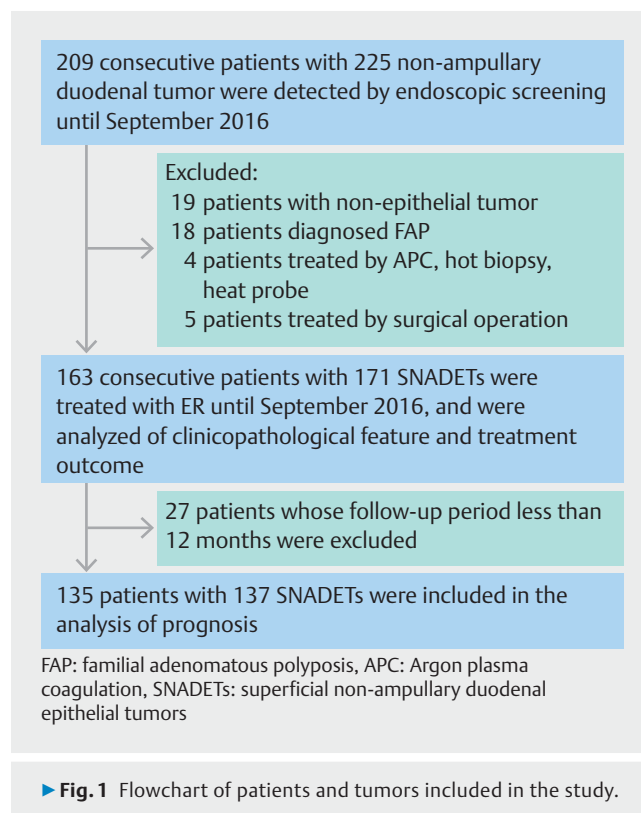 209 consecutive patients with 225 non-ampullary
duodenal tumor were detected by endoscopic screening
until September 2016
Excluded:
19 patients with non-epithelial tumor
18 patients diagnosed FAP
4 patients treated by APC, hot biopsy,
heat probe
5 patients treated by surgical operation
163 consecutive patients with 171 SNADETs were
treated with ER until September 2016, and were
analyzed of clinicopathological feature and treatment
outcome
27 patients whose follow-up period less than
12 months were excluded
135 patients with 137 SNADETs were included in the
analysis of prognosis
FAP: familial adenomatous polyposis, APC: Argon plasma
coagulation, SNADETs: superficial non-ampullary duodenal
epithelial tumors
▶ Fig. 1 Flowchart of patients and tumors included in the study.